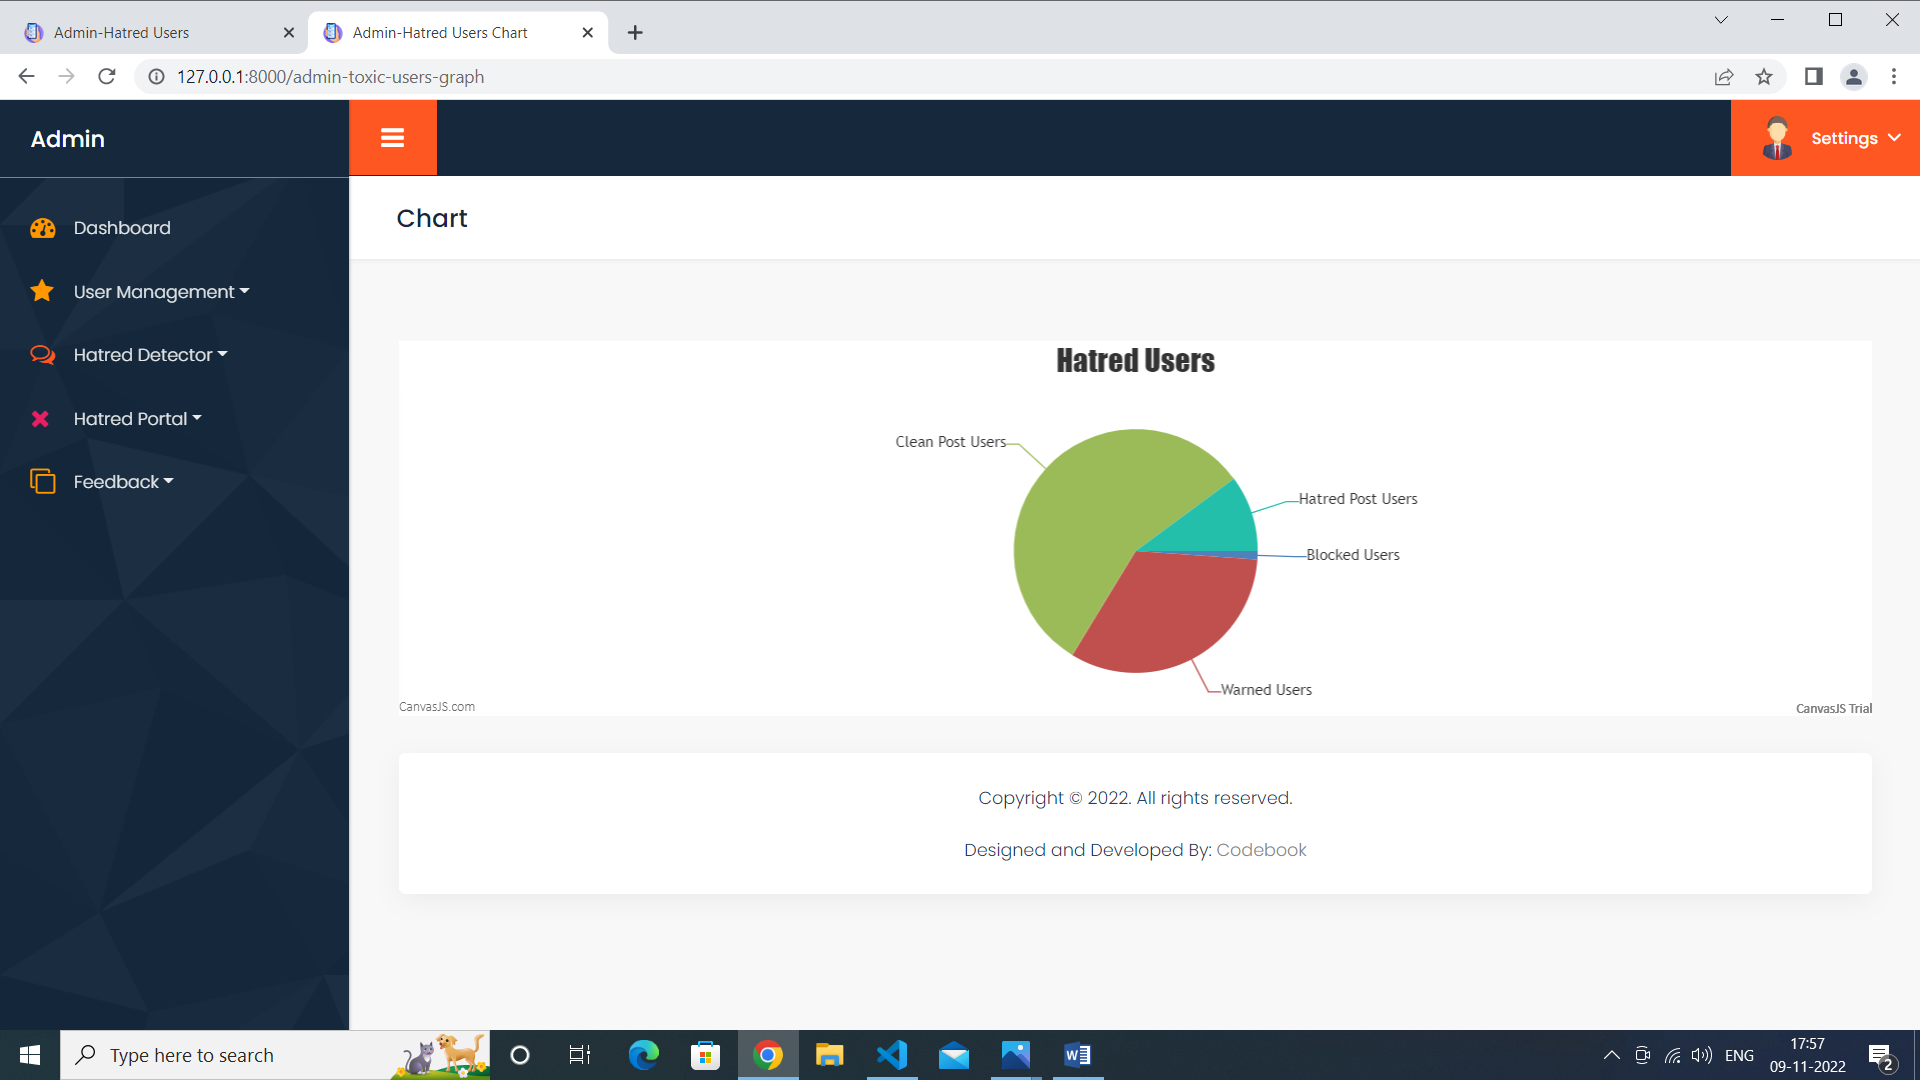 Admin-Hatred Users
Admin-Hatred Users Chart
127.0.0.1:8000/admin-toxic-users-graph
Admin
Settings
Dashboard
User Management
Hatred Detector
Hatred Portal
Feedback
Chart
Hatred Users
Clean Post Users
Hatred Post Users
Blocked Users
Warned Users
CanvasJS.com
CanvasJS Trial
Copyright © 2022. All rights reserved.
Designed and Developed By: Codebook
Type here to search
W
ENG
17:57
09-11-2022
2